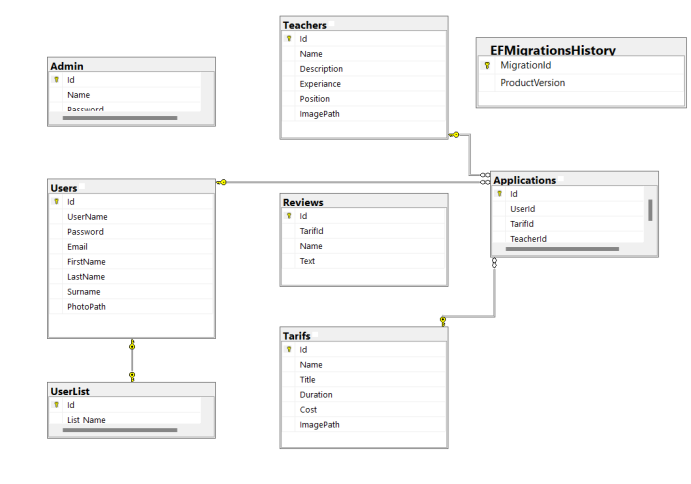 Teachers
Id
Name
Description
Experiance
Position
ImagePath
EFMigrationsHistory
MigrationId
ProductVersion
Admin
Id
Name
Password
Users
Id
UserName
Password
Email
FirstName
LastName
Surname
PhotoPath
Reviews
Id
TarifId
Name
Text
Applications
Id
UserId
TarifId
TeacherId
Tarifs
Id
Name
Title
Duration
Cost
ImagePath
UserList
Id
List Name